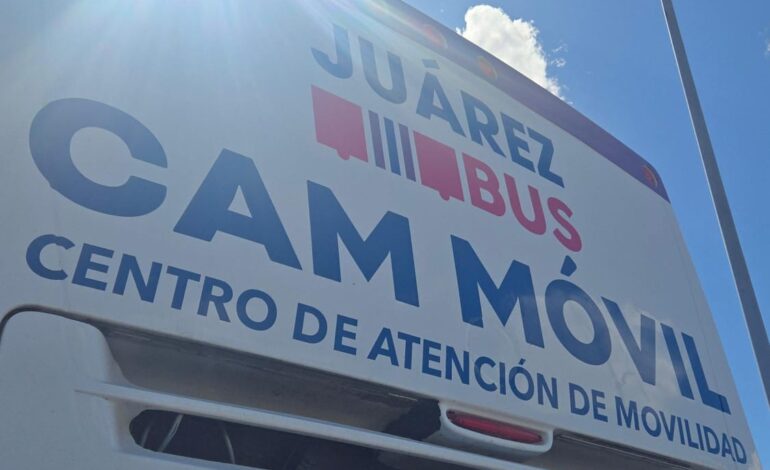 JUÁREZ
BUS
CAM MÓVIL
CENTRO DE ATENCIÓN DE MOVILIDAD